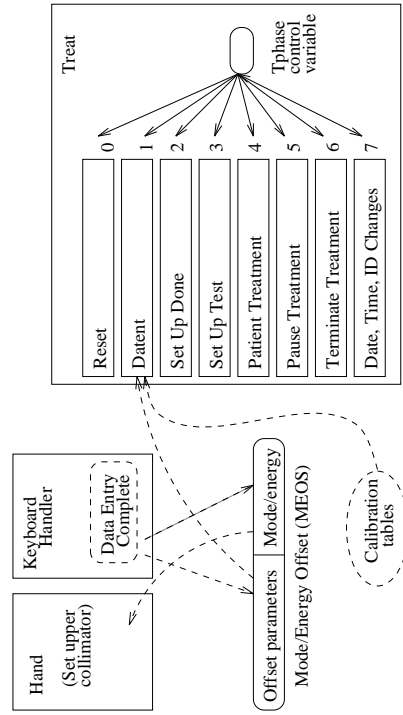 Treat
Reset
0
Datent
1
Set Up Done
2
Set Up Test
3
Patient Treatment
4
Pause Treatment
5
Terminate Treatment
6
Date, Time, ID Changes
7
Tphase
control
variable
Hand
(Set upper
collimator)
Keyboard
Handler
Data Entry
Complete
Offset parameters
Mode/energy
Mode/Energy Offset (MEOS)
Calibration
tables